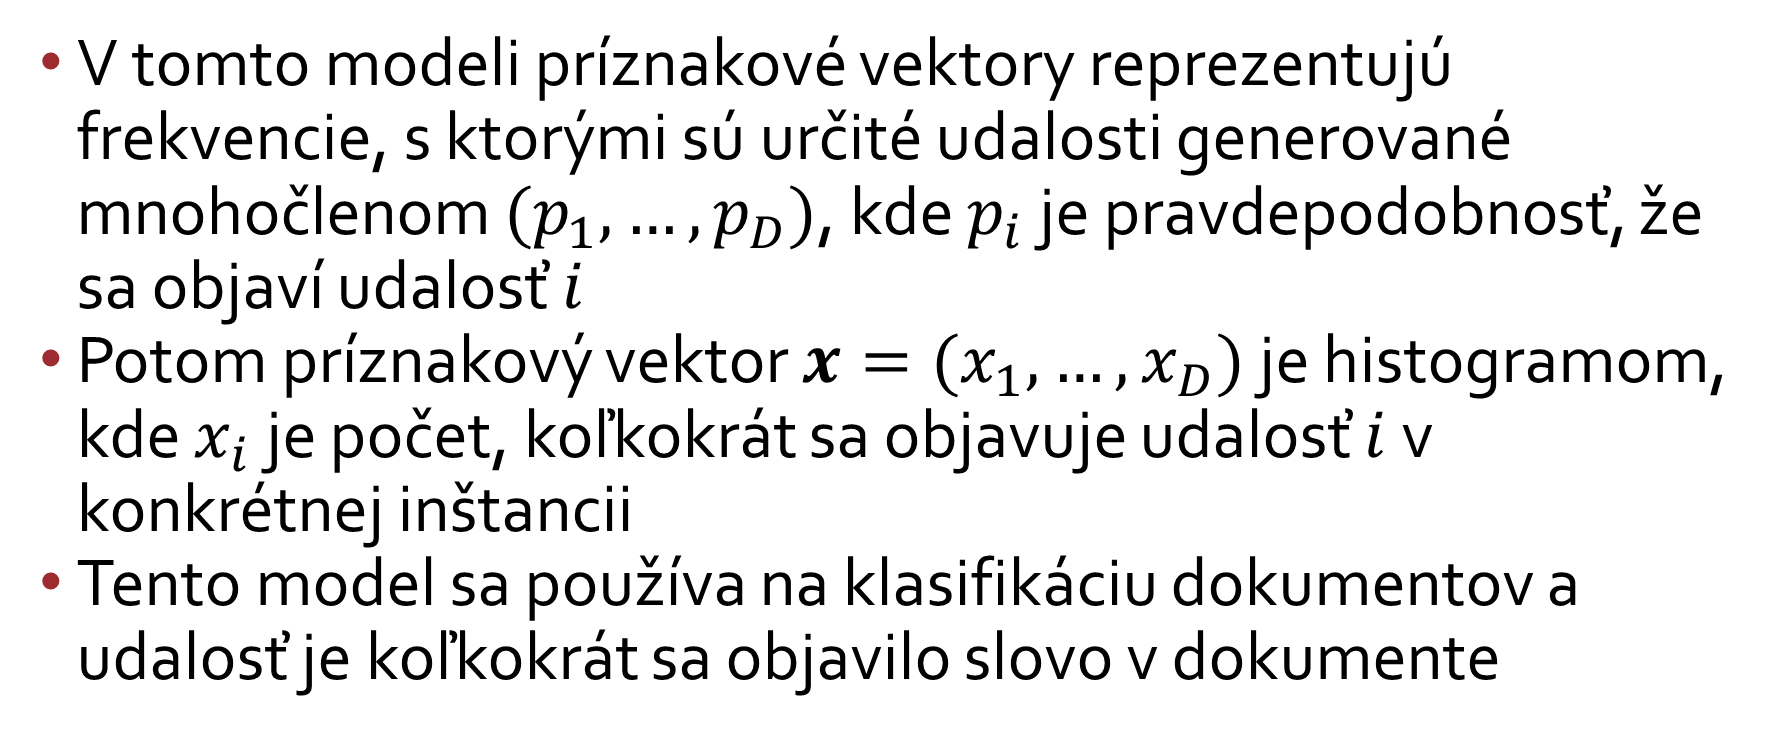 • V tomto modeli príznakové vektory reprezentujú
frekvencie, s ktorými sú určité udalosti generované
mnohočlenom (p₁, … , p_D), kde pᵢ je pravdepodobnosť, že
sa objaví udalosť i
• Potom príznakový vektor x = (x₁, … , x_D) je histogramom,
kde xᵢ je počet, koľkokrát sa objavuje udalosť i v
konkrétnej inštancii
• Tento model sa používa na klasifikáciu dokumentov a
udalosť je koľkokrát sa objavilo slovo v dokumente